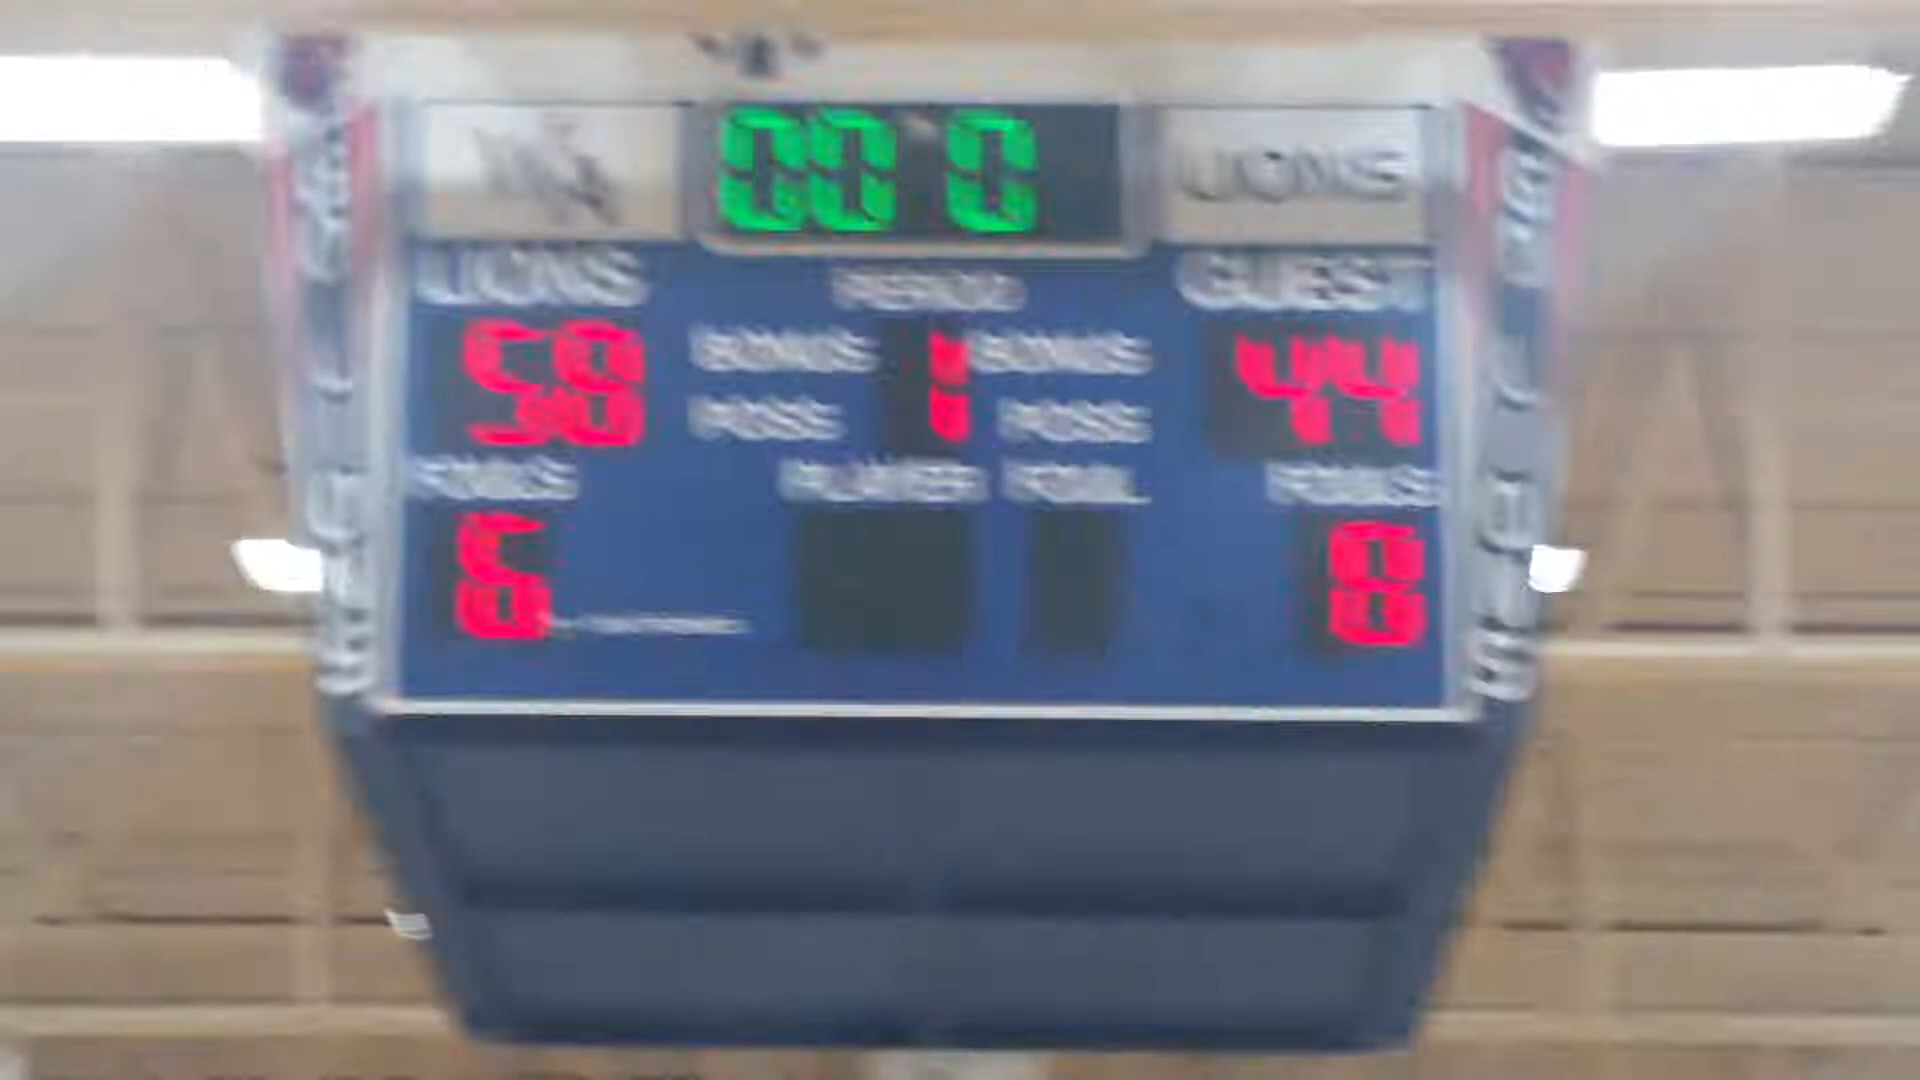 00 0
LIONS
LIONS
PERIOD
GUEST
58
BONUS
1
BONUS
44
POSS
POSS
FOULS
PLAYER
FOUL
FOULS
6
8